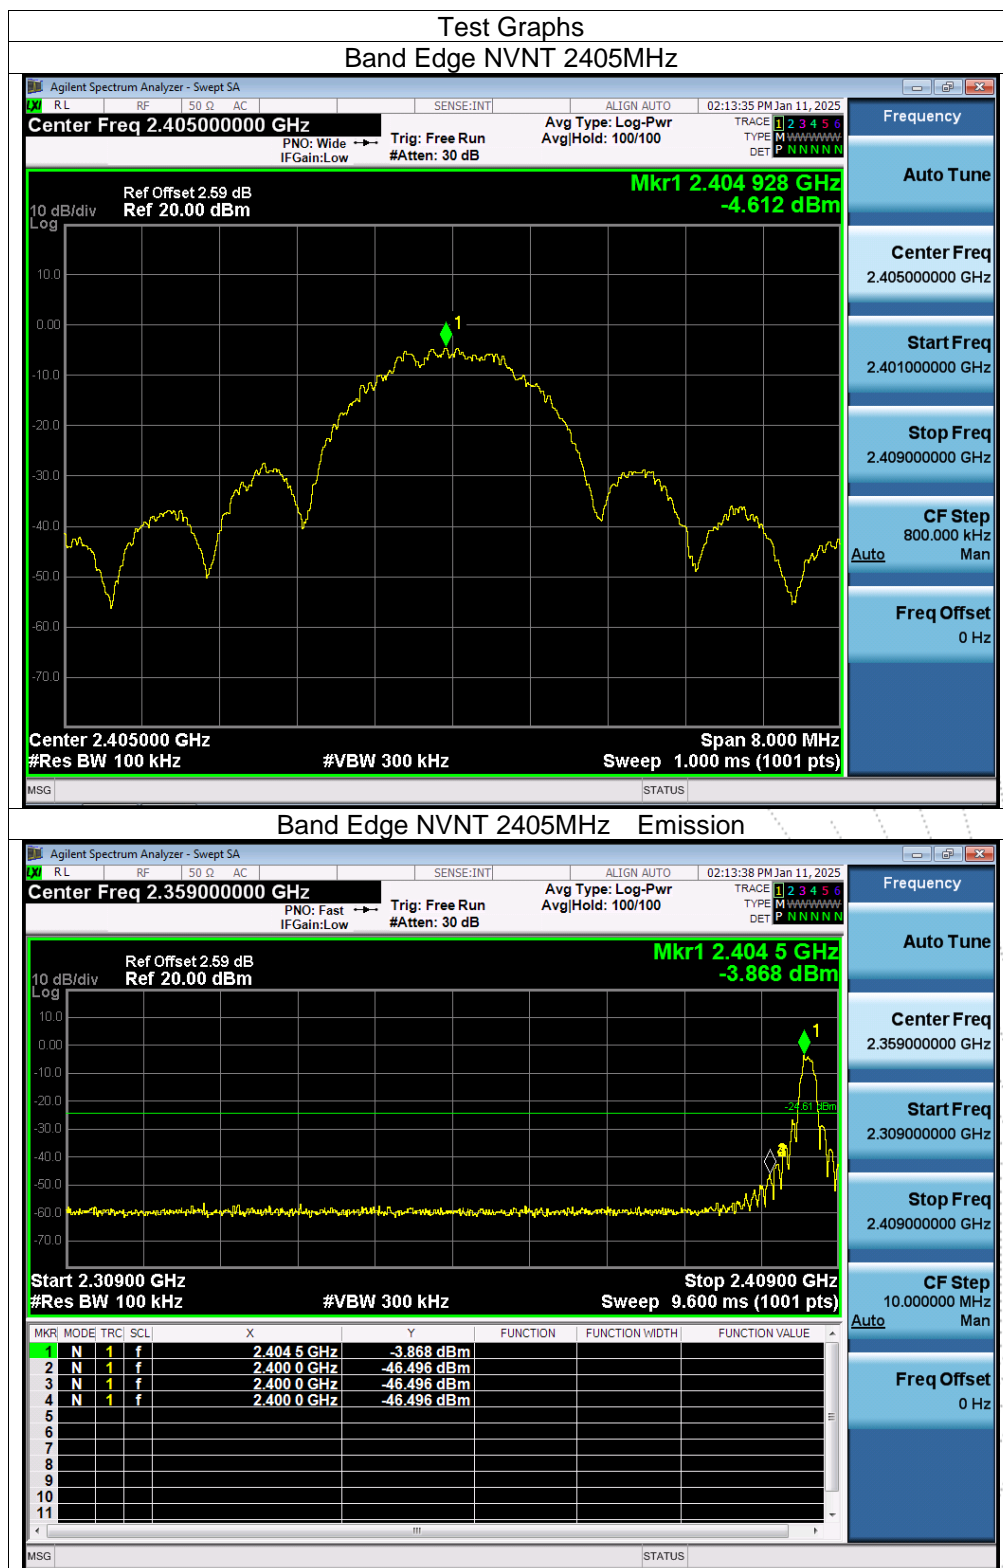 Test Graphs
Band Edge NVNT 2405MHz
Agilent Spectrum Analyzer - Swept SA
LXI RL RF 50 Ω AC SENSE:INT ALIGN AUTO 02:13:35 PM Jan 11, 2025
Center Freq 2.405000000 GHz
PNO: Wide
IFGain:Low
Trig: Free Run
#Atten: 30 dB
Avg Type: Log-Pwr
Avg|Hold: 100/100
TRACE 1 2 3 4 5 6
TYPE M WWWWW
DET P N N N N N
Frequency
Auto Tune
Center Freq
2.405000000 GHz
Start Freq
2.401000000 GHz
Stop Freq
2.409000000 GHz
CF Step
800.000 kHz
Auto Man
Freq Offset
0 Hz
Mkr1 2.404 928 GHz
-4.612 dBm
Ref Offset 2.59 dB
10 dB/div Ref 20.00 dBm
Log
10.0
0.00
-10.0
-20.0
-30.0
-40.0
-50.0
-60.0
-70.0
1
Center 2.405000 GHz Span 8.000 MHz
#Res BW 100 kHz #VBW 300 kHz Sweep 1.000 ms (1001 pts)
MSG STATUS
Band Edge NVNT 2405MHz Emission
Agilent Spectrum Analyzer - Swept SA
LXI RL RF 50 Ω AC SENSE:INT ALIGN AUTO 02:13:38 PM Jan 11, 2025
Center Freq 2.359000000 GHz
PNO: Fast
IFGain:Low
Trig: Free Run
#Atten: 30 dB
Avg Type: Log-Pwr
Avg|Hold: 100/100
TRACE 1 2 3 4 5 6
TYPE M WWWWW
DET P N N N N N
Frequency
Auto Tune
Center Freq
2.359000000 GHz
Start Freq
2.309000000 GHz
Stop Freq
2.409000000 GHz
CF Step
10.000000 MHz
Auto Man
Freq Offset
0 Hz
Mkr1 2.404 5 GHz
-3.868 dBm
Ref Offset 2.59 dB
10 dB/div Ref 20.00 dBm
Log
10.0
0.00
-10.0
-20.0
-30.0
-40.0
-50.0
-60.0
-70.0
1
-24.61 dBm
Start 2.30900 GHz Stop 2.40900 GHz
#Res BW 100 kHz #VBW 300 kHz Sweep 9.600 ms (1001 pts)
MKR MODE TRC SCL X Y FUNCTION FUNCTION WIDTH FUNCTION VALUE
1 N 1 f 2.404 5 GHz -3.868 dBm
2 N 1 f 2.400 0 GHz -46.496 dBm
3 N 1 f 2.400 0 GHz -46.496 dBm
4 N 1 f 2.400 0 GHz -46.496 dBm
5
6
7
8
9
10
11
MSG STATUS